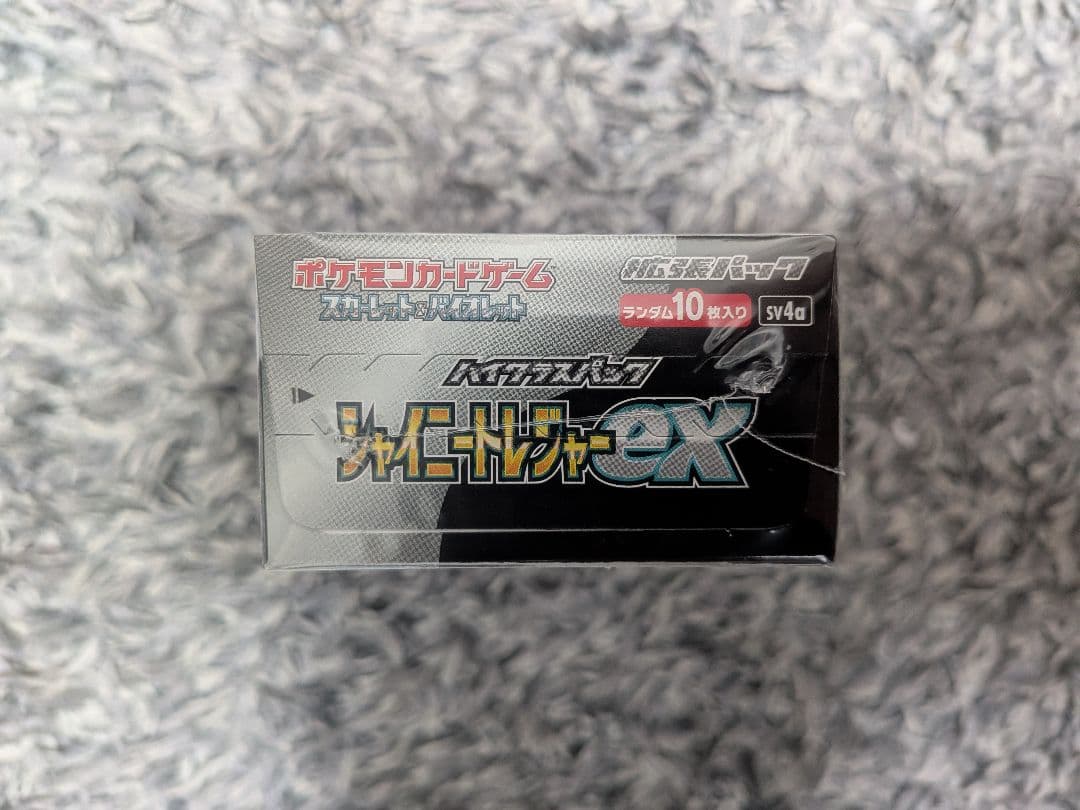 ポケモンカードゲーム
スカーレット&バイオレット
拡張パック
ランダム10枚入り
sv4a
ハイクラスパック
シャイニートレジャーex